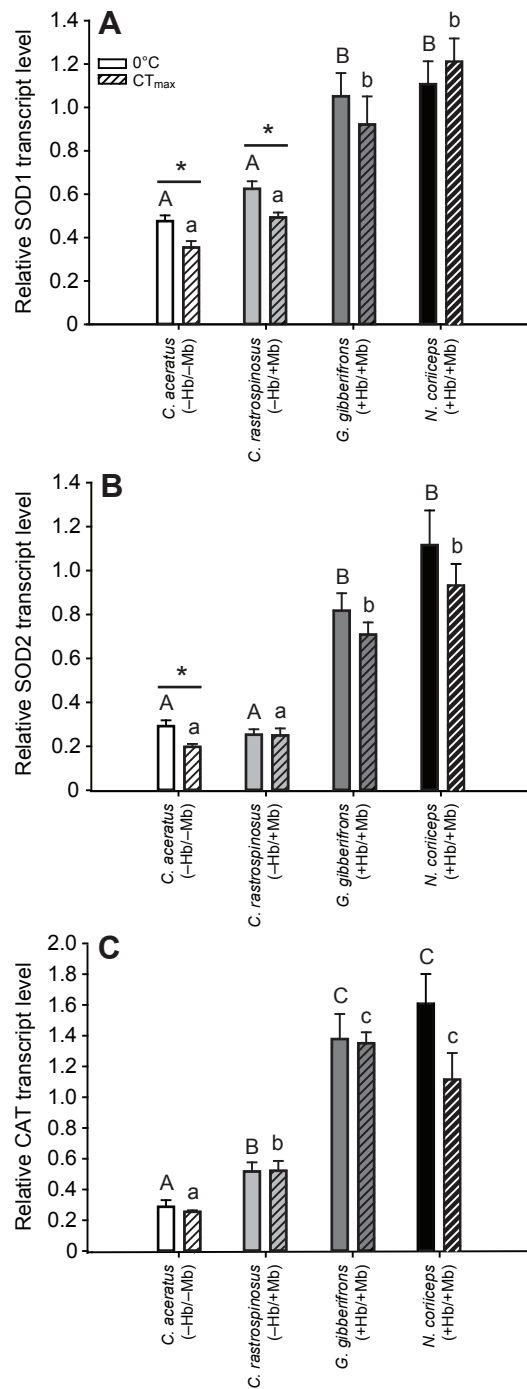 A
Relative SOD1 transcript level
1.4
1.2
1.0
0.8
0.6
0.4
0.2
0
0°C
CTmax
*
A
a
*
A
a
B
b
B
b
C. aceratus
(–Hb/–Mb)
C. rastrospinosus
(–Hb/+Mb)
G. gibberifrons
(+Hb/+Mb)
N. coriiceps
(+Hb/+Mb)
B
Relative SOD2 transcript level
1.4
1.2
1.0
0.8
0.6
0.4
0.2
0
*
A
a
A
a
B
b
B
b
C. aceratus
(–Hb/–Mb)
C. rastrospinosus
(–Hb/+Mb)
G. gibberifrons
(+Hb/+Mb)
N. coriiceps
(+Hb/+Mb)
C
Relative CAT transcript level
2.0
1.8
1.6
1.4
1.2
1.0
0.8
0.6
0.4
0.2
0
A
a
B
b
C
c
C
c
C. aceratus
(–Hb/–Mb)
C. rastrospinosus
(–Hb/+Mb)
G. gibberifrons
(+Hb/+Mb)
N. coriiceps
(+Hb/+Mb)